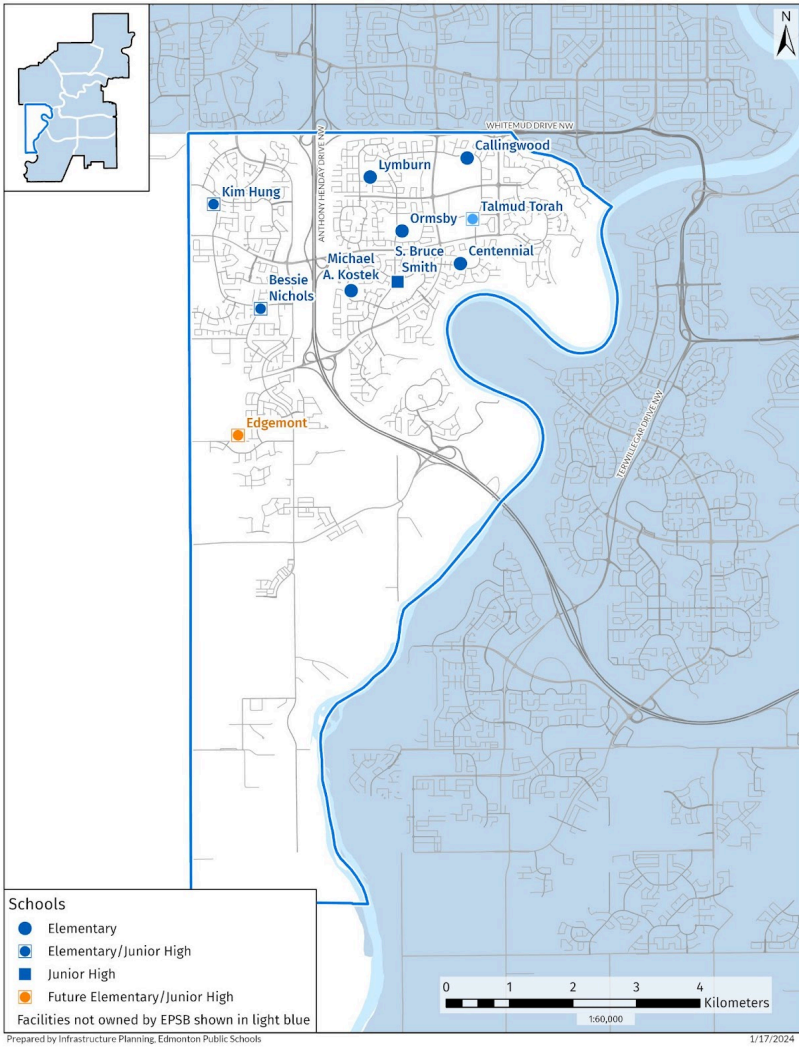 N
WHITEMUD DRIVE NW
ANTHONY HENDAY DRIVE NW
Callingwood
Lymburn
Kim Hung
Talmud Torah
Ormsby
S. Bruce
Smith
Centennial
Michael
A. Kostek
Bessie
Nichols
TERWILLEGAR DRIVE NW
Edgemont
Schools
Elementary
Elementary/Junior High
Junior High
Future Elementary/Junior High
Facilities not owned by EPSB shown in light blue
0 1 2 3 4
Kilometers
1:60,000
Prepared by Infrastructure Planning, Edmonton Public Schools
1/17/2024